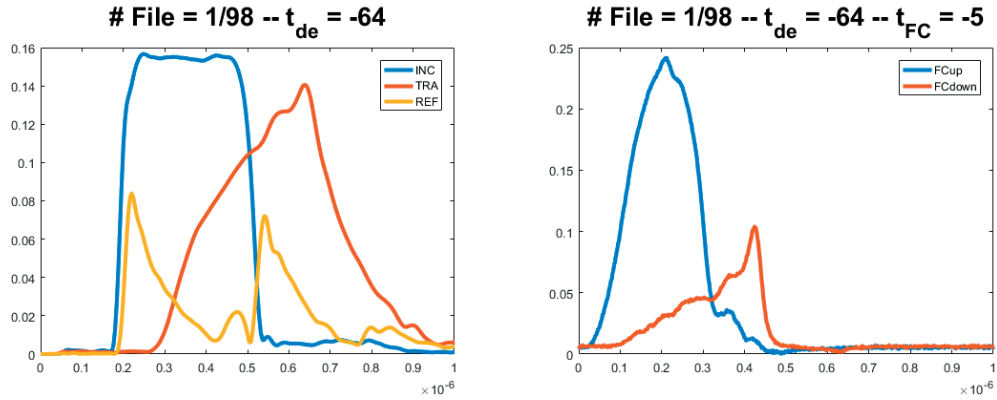 # File = 1/98 -- t_de = -64
0.16
0.14
0.12
0.1
0.08
0.06
0.04
0.02
0
INC
TRA
REF
0 0.1 0.2 0.3 0.4 0.5 0.6 0.7 0.8 0.9 1
×10^-6
# File = 1/98 -- t_de = -64 -- t_FC = -5
0.25
0.2
0.15
0.1
0.05
0
FCup
FCdown
0 0.1 0.2 0.3 0.4 0.5 0.6 0.7 0.8 0.9 1
×10^-6